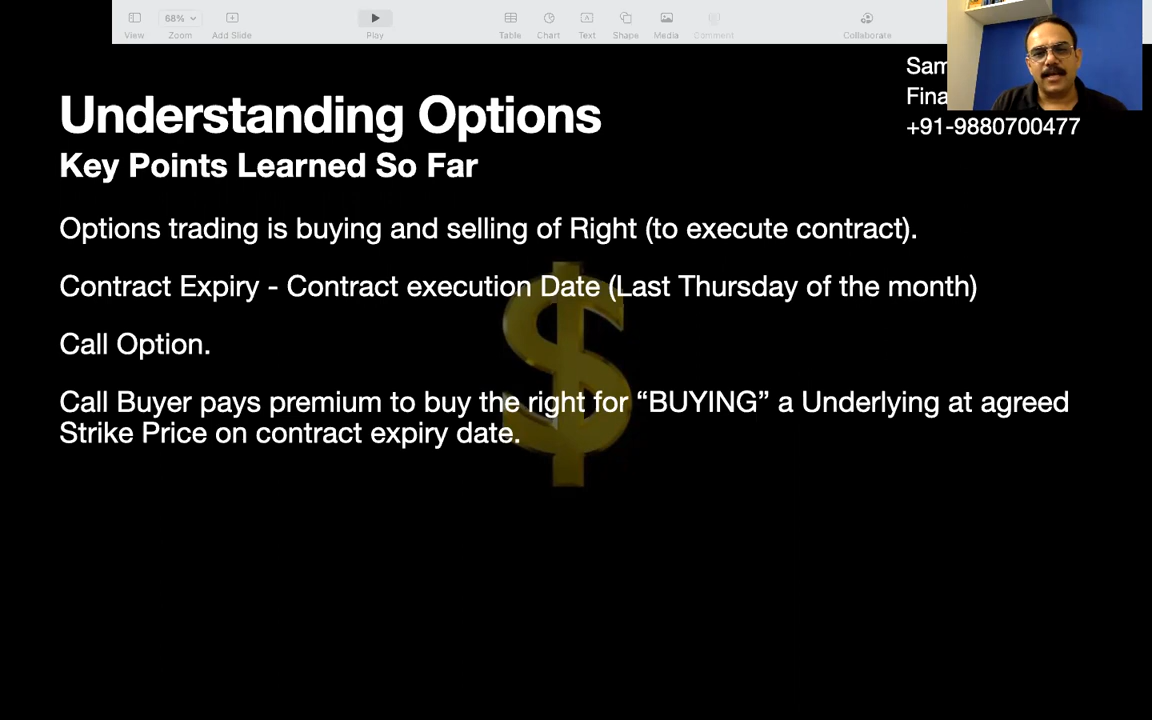 68%
View
Zoom
Add Slide
Play
Table
Chart
Text
Shape
Media
Comment
Collaborate
+91-9880700477
Understanding Options
Key Points Learned So Far
Options trading is buying and selling of Right (to execute contract).
Contract Expiry - Contract execution Date (Last Thursday of the month)
Call Option.
Call Buyer pays premium to buy the right for “BUYING” a Underlying at agreed
Strike Price on contract expiry date.